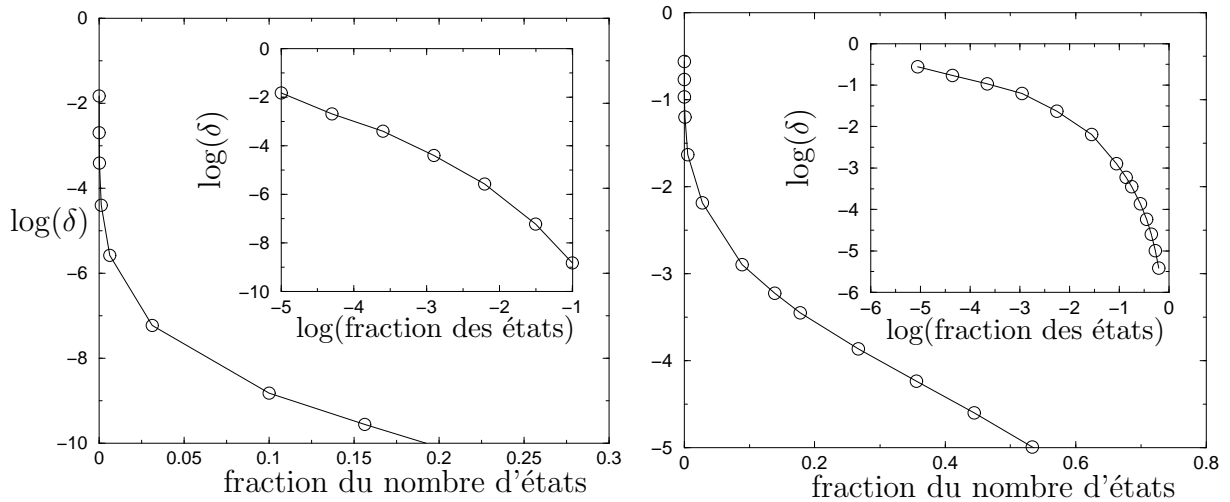 0
−2
−4
log(δ)
−6
−8
−10
0 0.05 0.1 0.15 0.2 0.25 0.3
fraction du nombre d'états
0
−2
−4
−6
−8
−10
log(δ)
−5 −4 −3 −2 −1
log(fraction des états)
0
−1
−2
−3
−4
−5
0 0.2 0.4 0.6 0.8
fraction du nombre d'états
0
−1
−2
−3
−4
−5
−6
log(δ)
−6 −5 −4 −3 −2 −1 0
log(fraction des états)